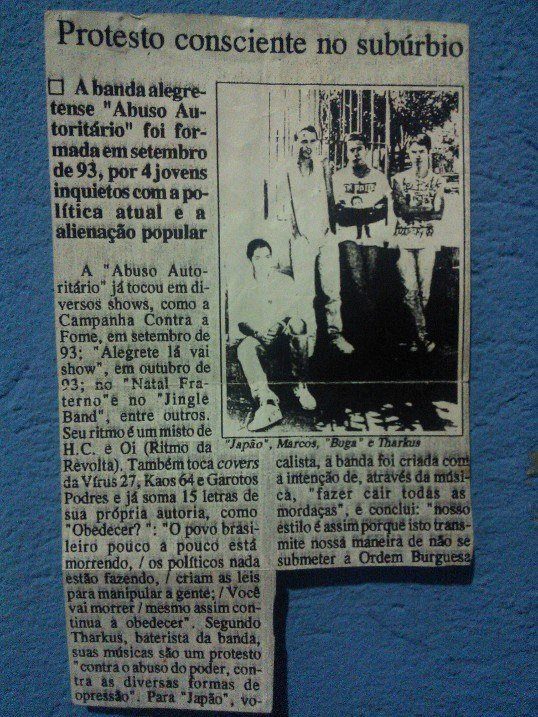 Protesto consciente no subúrbio
□ A banda alegre-
tense "Abuso Au-
toritário" foi for-
mada em setembro
de 93, por 4 jovens
inquietos com a po-
lítica atual e a
alienação popular
A "Abuso Auto-
ritário" já tocou em di-
versos shows, como a
Campanha Contra a
Fome, em setembro de
93; "Alegrete lá vai
show", em outubro de
93; no "Natal Fra-
terno" e no "Jingle
Band", entre outros.
Seu ritmo é um misto de
H.C. e Oi (Ritmo da
Revolta). Também toca covers
da Vírus 27, Kaos 64 e Garotos
Podres e já soma 15 letras de
sua própria autoria, como
"Obedecer? ": "O povo brasi-
leiro pouco a pouco está
morrendo, / os políticos nada
estão fazendo, / criam as leis
para manipular a gente; / Você
vai morrer / mesmo assim conti-
nua à obedecer". Segundo
Tharkus, baterista da banda,
suas músicas são um protesto
"contra o abuso do poder, con-
tra as diversas formas de
opressão". Para "Japão", vo-
"Japão", Marcos, "Buga" e Tharkus
calista, a banda foi criada com
a intenção de, através da músi-
ca, "fazer cair todas as
mordaças", e conclui: "nosso
estilo é assim porque isto trans-
mite nossa maneira de não se
submeter a Ordem Burguesa